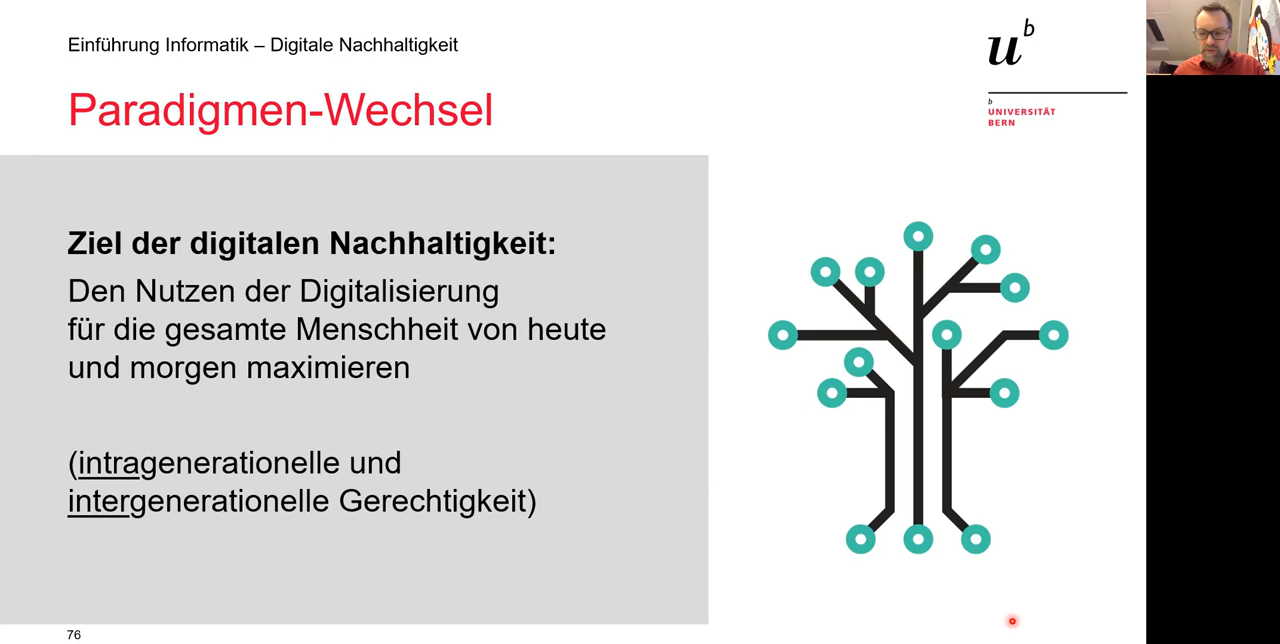 Einführung Informatik – Digitale Nachhaltigkeit
Paradigmen-Wechsel
u b
b
UNIVERSITÄT
BERN
Ziel der digitalen Nachhaltigkeit:
Den Nutzen der Digitalisierung
für die gesamte Menschheit von heute
und morgen maximieren
(intragenerationelle und
intergenerationelle Gerechtigkeit)
76